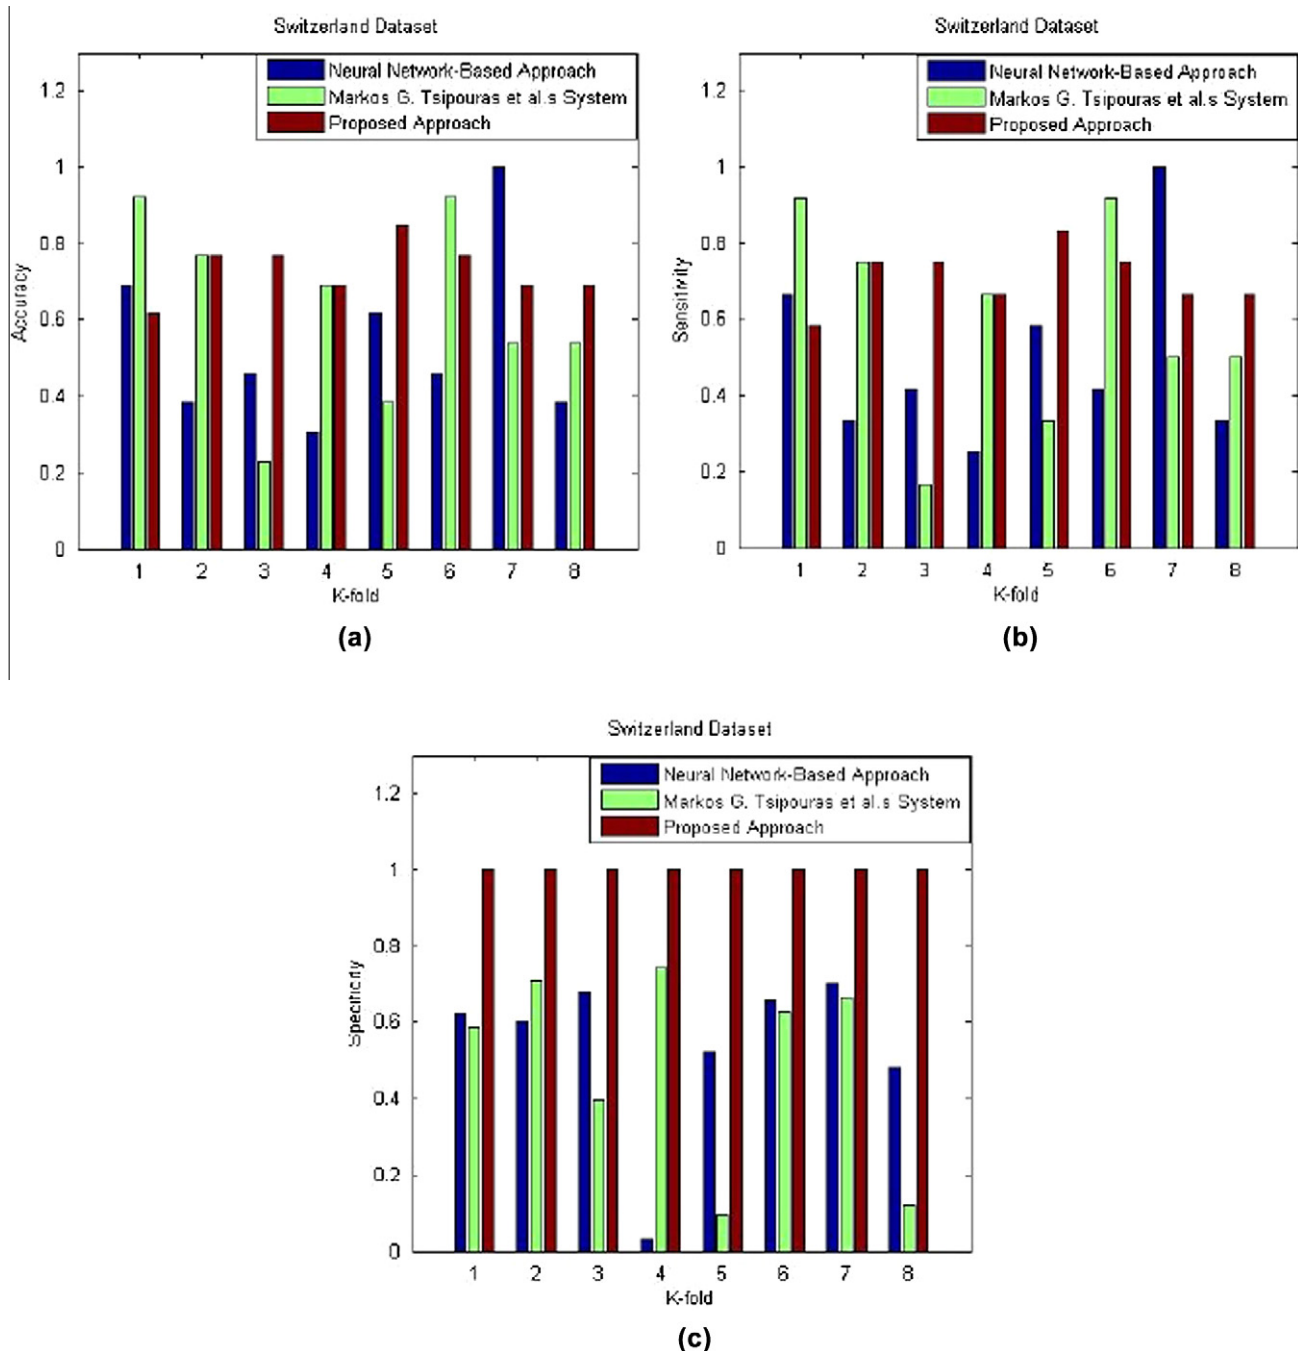 Switzerland Dataset
Neural Network-Based Approach
Markos G. Tsipouras et al.s System
Proposed Approach
1.2
1
0.8
0.6
0.4
0.2
0
Accuracy
1 2 3 4 5 6 7 8
K-fold
(a)
Switzerland Dataset
Neural Network-Based Approach
Markos G. Tsipouras et al.s System
Proposed Approach
1.2
1
0.8
0.6
0.4
0.2
0
Sensitivity
1 2 3 4 5 6 7 8
K-fold
(b)
Switzerland Dataset
Neural Network-Based Approach
Markos G. Tsipouras et al.s System
Proposed Approach
1.2
1
0.8
0.6
0.4
0.2
0
Specificity
1 2 3 4 5 6 7 8
K-fold
(c)